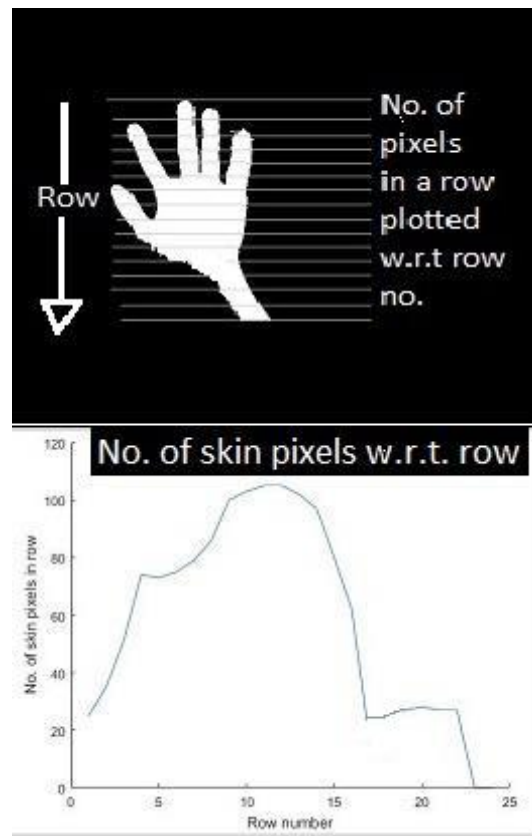 No. of
pixels
in a row
plotted
w.r.t row
no.
Row
No. of skin pixels w.r.t. row
120
100
80
60
40
20
0
No. of skin pixels in row
0 5 10 15 20 25
Row number